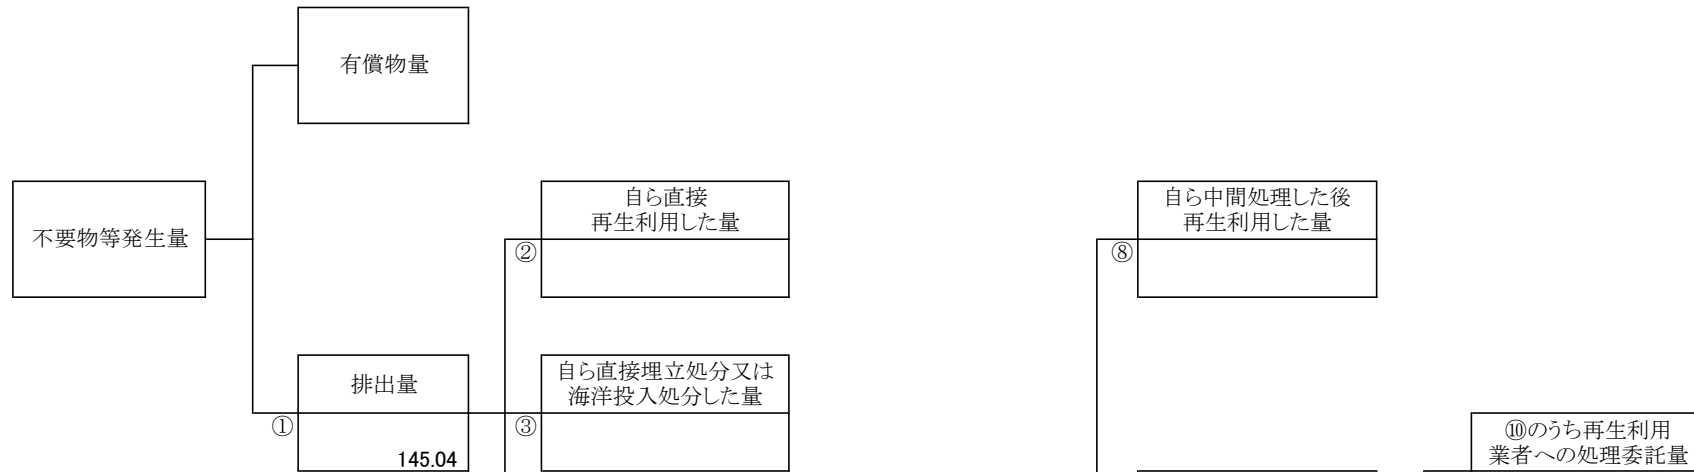 有償物量
不要物等発生量
自ら直接
再生利用した量
②
自ら中間処理した後
再生利用した量
⑧
排出量
①
145.04
自ら直接埋立処分又は
海洋投入処分した量
③
⑩のうち再生利用
業者への処理委託量